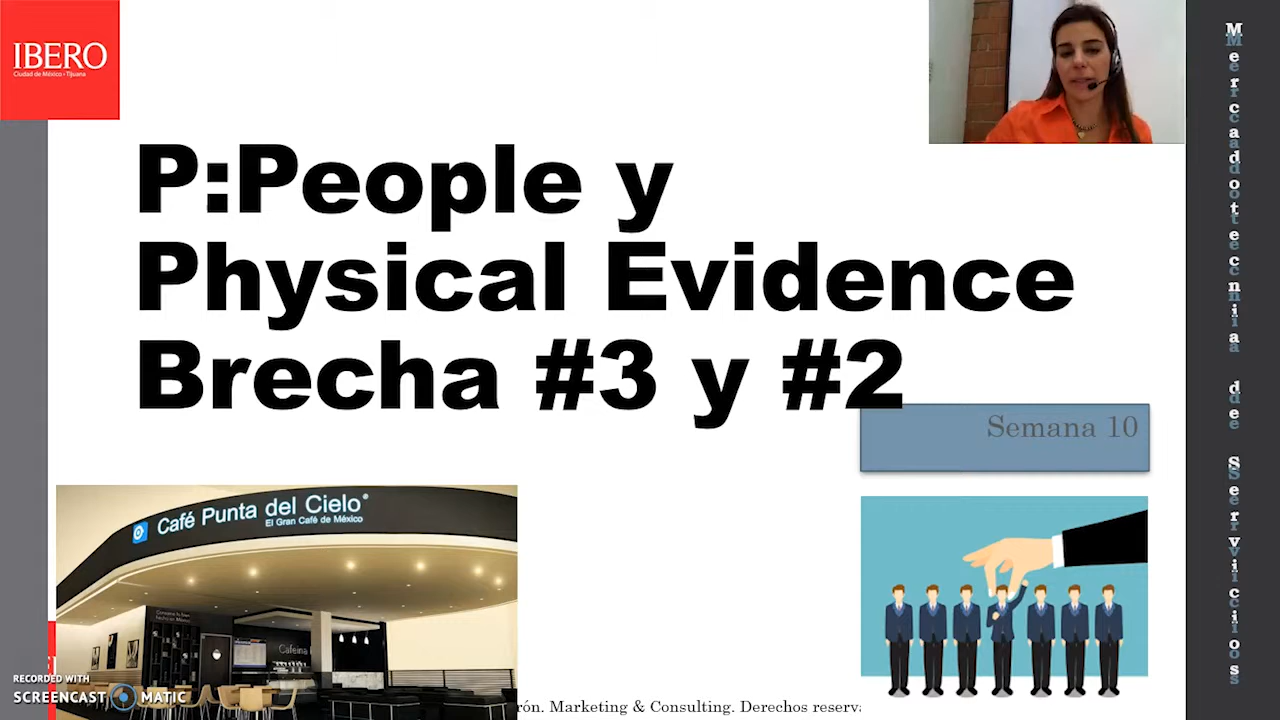 IBERO
Ciudad de México • Tijuana
P:People y
Physical Evidence
Brecha #3 y #2
Semana 10
Mercadotecnia de Servicios
Café Punta del Cielo®
El Gran Café de México
RECORDED WITH
SCREENCAST MATIC
rón. Marketing & Consulting. Derechos reserva